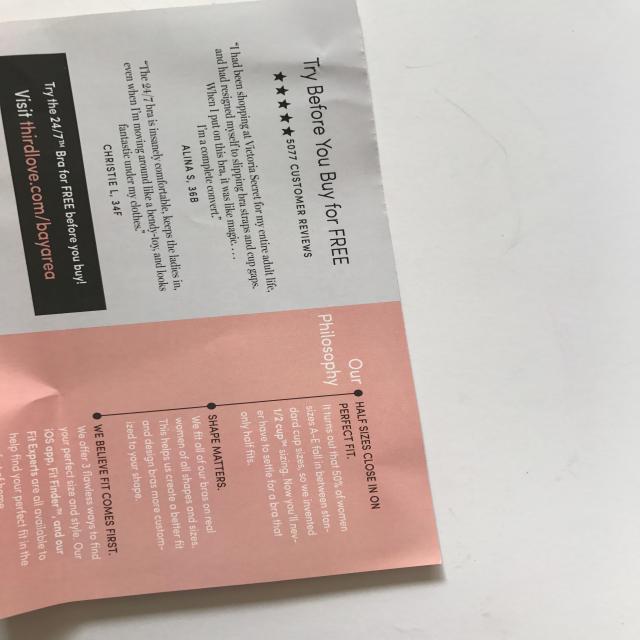 Try Before You Buy for FREE
★★★★★ 5077 CUSTOMER REVIEWS
"I had been shopping at Victoria Secret for my entire adult life,
and had resigned myself to slipping bra straps and cup gaps.
When I put on this bra, it was like magic. . . .
I'm a complete convert."
ALINA S, 36B
"The 24/7 bra is insanely comfortable, keeps the ladies in,
even when I'm moving around like a bendy-toy, and looks
fantastic under my clothes."
CHRISTIE L, 34F
Try the 24/7™ Bra for FREE before you buy!
Visit thirdlove.com/bayarea
Our
Philosophy
HALF SIZES CLOSE IN ON
PERFECT FIT.
It turns out that 50% of women
sizes A-E fall in between stan-
dard cup sizes, so we invented
1/2 cup™ sizing. Now you'll nev-
er have to settle for a bra that
only half fits.
SHAPE MATTERS.
We fit all of our bras on real
women of all shapes and sizes.
This helps us create a better fit
and design bras more custom-
ized to your shape.
WE BELIEVE FIT COMES FIRST.
We offer 3 flawless ways to find
your perfect size and style. Our
iOS app, Fit Finder™, and our
Fit Experts are all available to
help find your perfect fit in the
of home